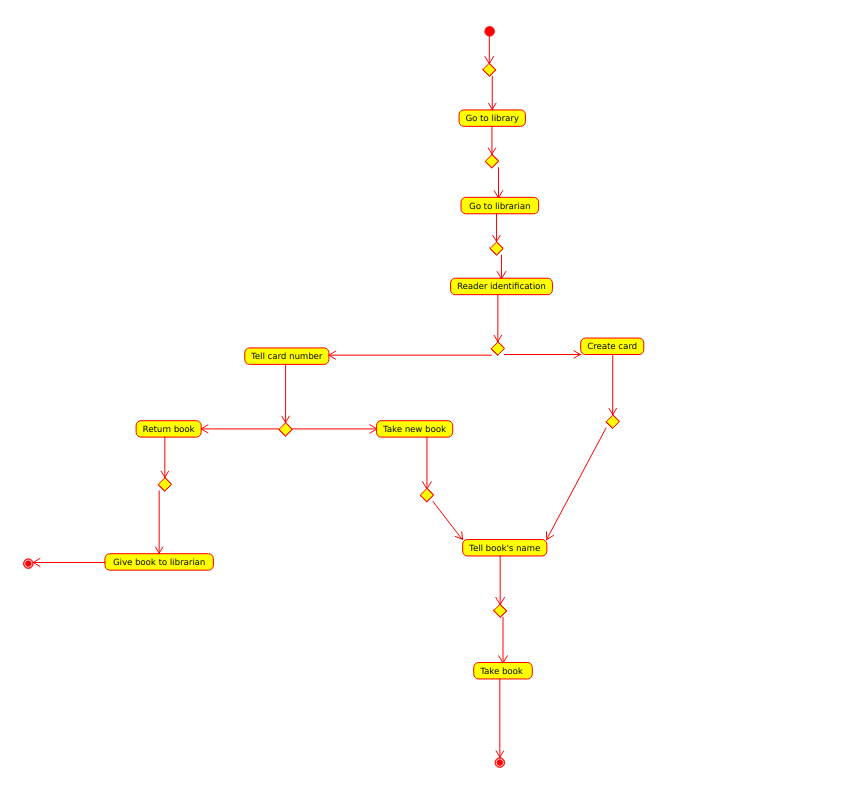 Go to library
Go to librarian
Reader identification
Create card
Tell card number
Return book
Take new book
Tell book's name
Give book to librarian
Take book